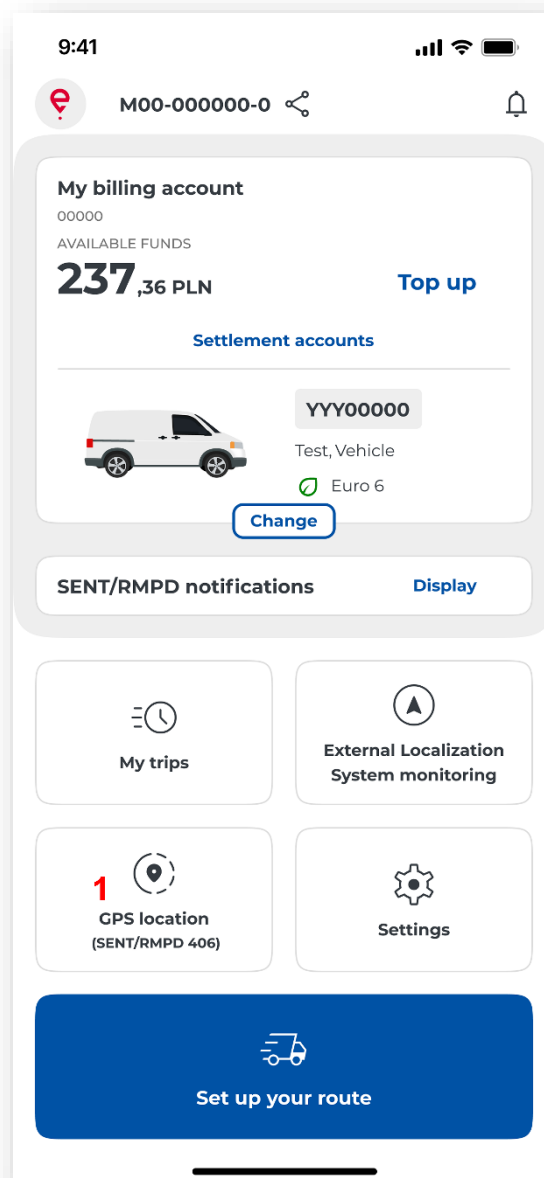 9:41
M00-000000-0
My billing account
00000
AVAILABLE FUNDS
237,36 PLN
Top up
Settlement accounts
YYY00000
Test, Vehicle
Euro 6
Change
SENT/RMPD notifications
Display
My trips
External Localization
System monitoring
1
GPS location
(SENT/RMPD 406)
Settings
Set up your route